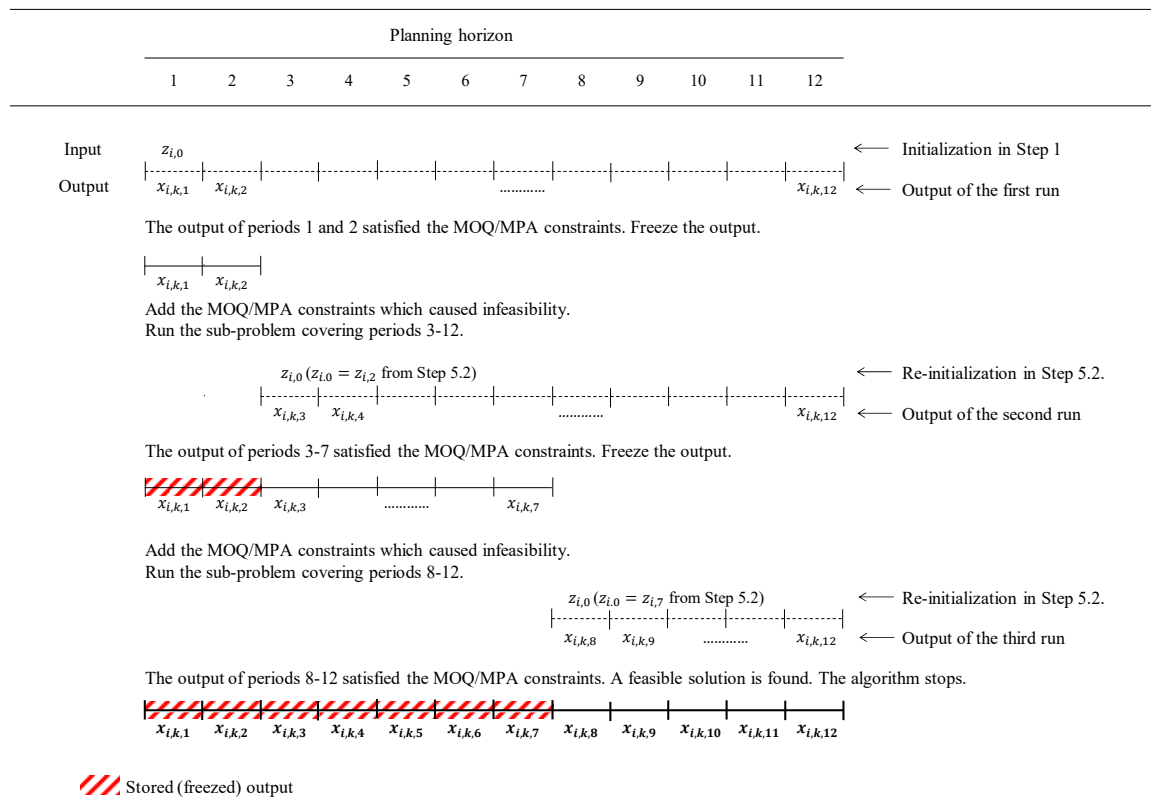 Planning horizon
1 2 3 4 5 6 7 8 9 10 11 12
Input z_{i,0} ← Initialization in Step 1
Output x_{i,k,1} x_{i,k,2} ............ x_{i,k,12} ← Output of the first run
The output of periods 1 and 2 satisfied the MOQ/MPA constraints. Freeze the output.
x_{i,k,1} x_{i,k,2}
Add the MOQ/MPA constraints which caused infeasibility.
Run the sub-problem covering periods 3-12.
z_{i,0} (z_{i.0} = z_{i,2} from Step 5.2) ← Re-initialization in Step 5.2.
x_{i,k,3} x_{i,k,4} ............ x_{i,k,12} ← Output of the second run
The output of periods 3-7 satisfied the MOQ/MPA constraints. Freeze the output.
x_{i,k,1} x_{i,k,2} x_{i,k,3} ............ x_{i,k,7}
Add the MOQ/MPA constraints which caused infeasibility.
Run the sub-problem covering periods 8-12.
z_{i,0} (z_{i.0} = z_{i,7} from Step 5.2) ← Re-initialization in Step 5.2.
x_{i,k,8} x_{i,k,9} ............ x_{i,k,12} ← Output of the third run
The output of periods 8-12 satisfied the MOQ/MPA constraints. A feasible solution is found. The algorithm stops.
x_{i,k,1} x_{i,k,2} x_{i,k,3} x_{i,k,4} x_{i,k,5} x_{i,k,6} x_{i,k,7} x_{i,k,8} x_{i,k,9} x_{i,k,10} x_{i,k,11} x_{i,k,12}
Stored (freezed) output